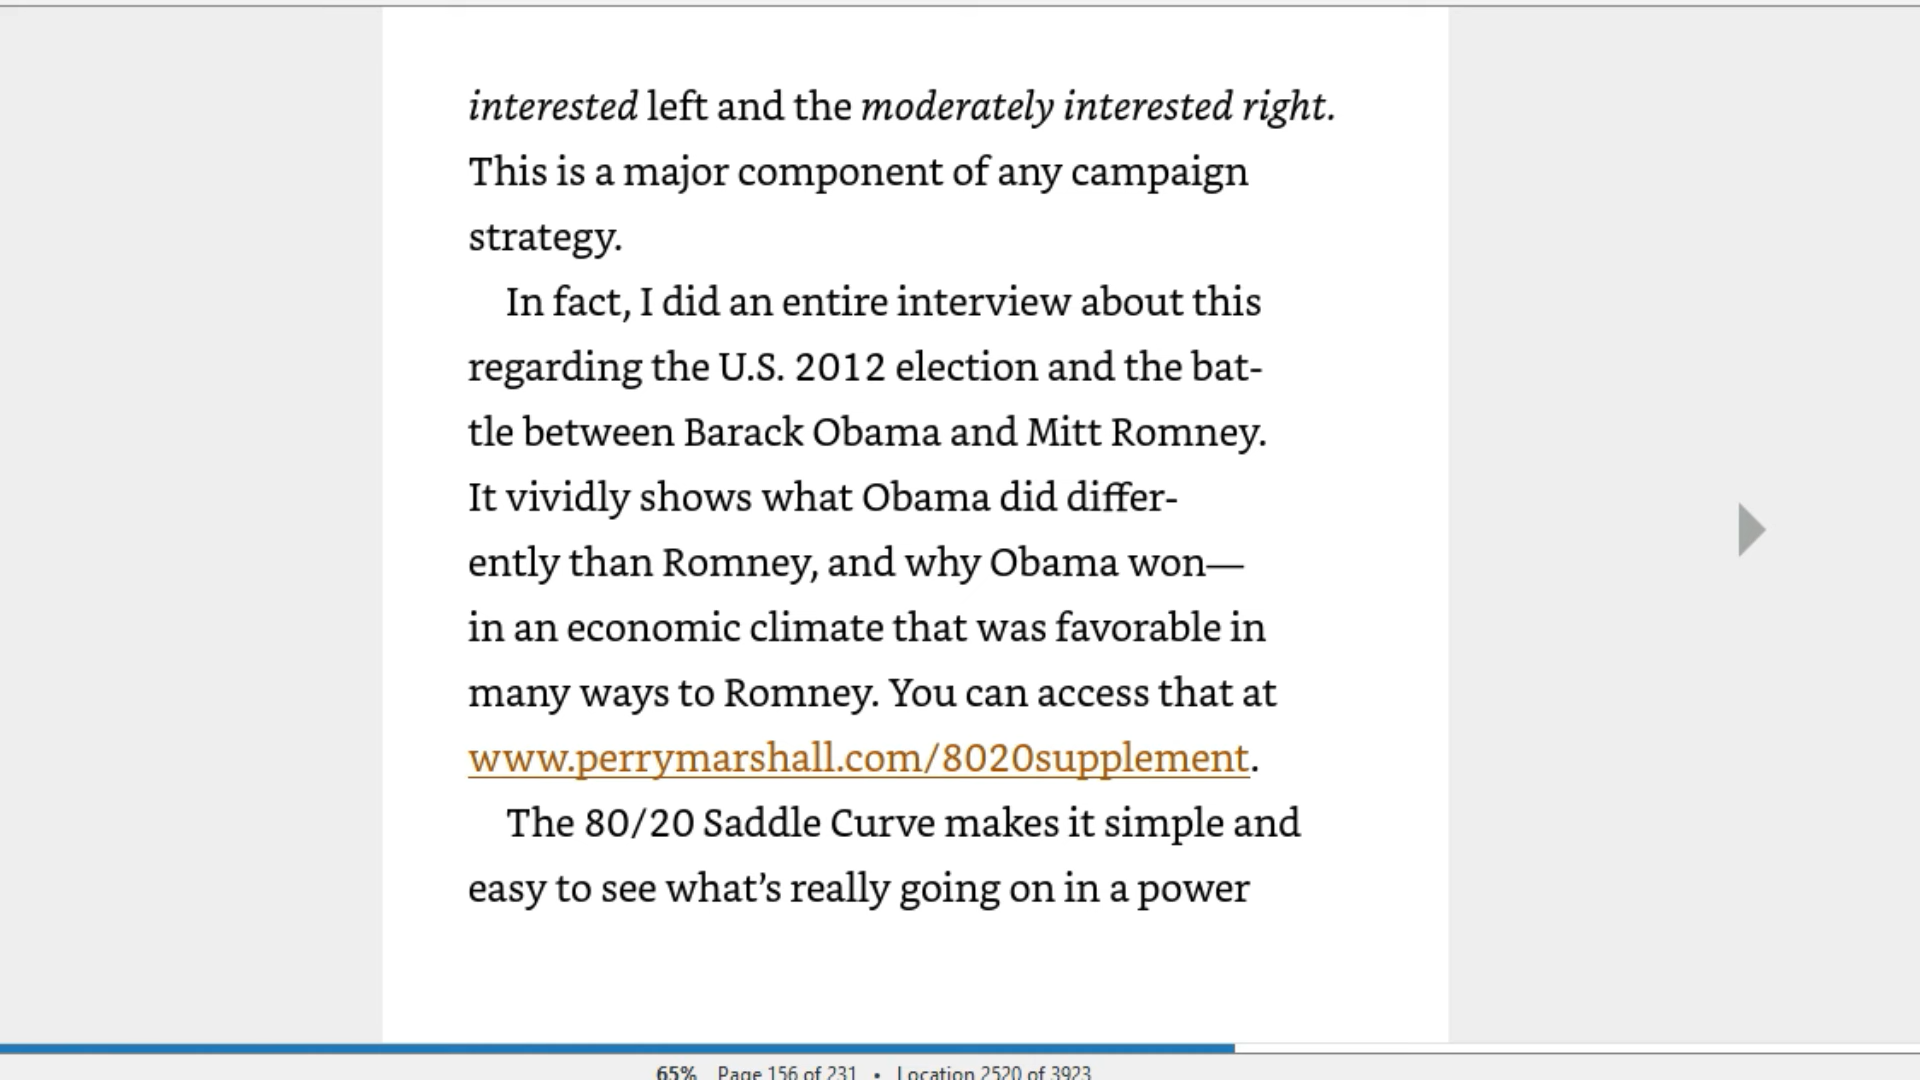 interested left and the moderately interested right.
This is a major component of any campaign
strategy.
In fact, I did an entire interview about this
regarding the U.S. 2012 election and the bat-
tle between Barack Obama and Mitt Romney.
It vividly shows what Obama did differ-
ently than Romney, and why Obama won—
in an economic climate that was favorable in
many ways to Romney. You can access that at
www.perrymarshall.com/8020supplement.
The 80/20 Saddle Curve makes it simple and
easy to see what’s really going on in a power
65% Page 156 of 231 • Location 2520 of 3923